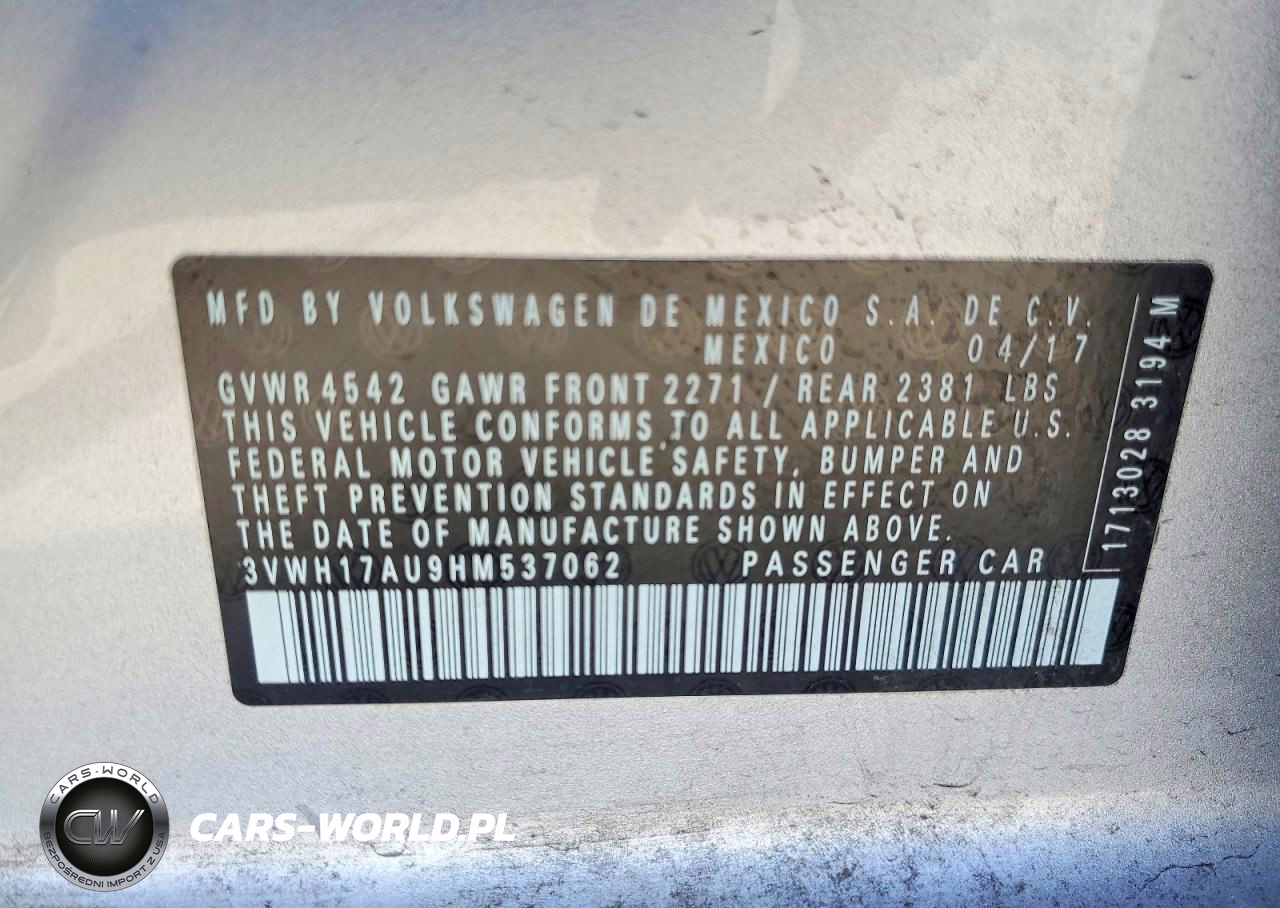 MFD BY VOLKSWAGEN DE MEXICO S.A. DE C.V.
MEXICO 04/17
GVWR 4542 GAWR FRONT 2271 / REAR 2381 LBS
THIS VEHICLE CONFORMS TO ALL APPLICABLE U.S.
FEDERAL MOTOR VEHICLE SAFETY, BUMPER AND
THEFT PREVENTION STANDARDS IN EFFECT ON
THE DATE OF MANUFACTURE SHOWN ABOVE.
3VWH17AU9HM537062 PASSENGER CAR
1713028 3194 M
CARS-WORLD
CW
BEZPOŚREDNI IMPORT Z USA
CARS-WORLD.PL